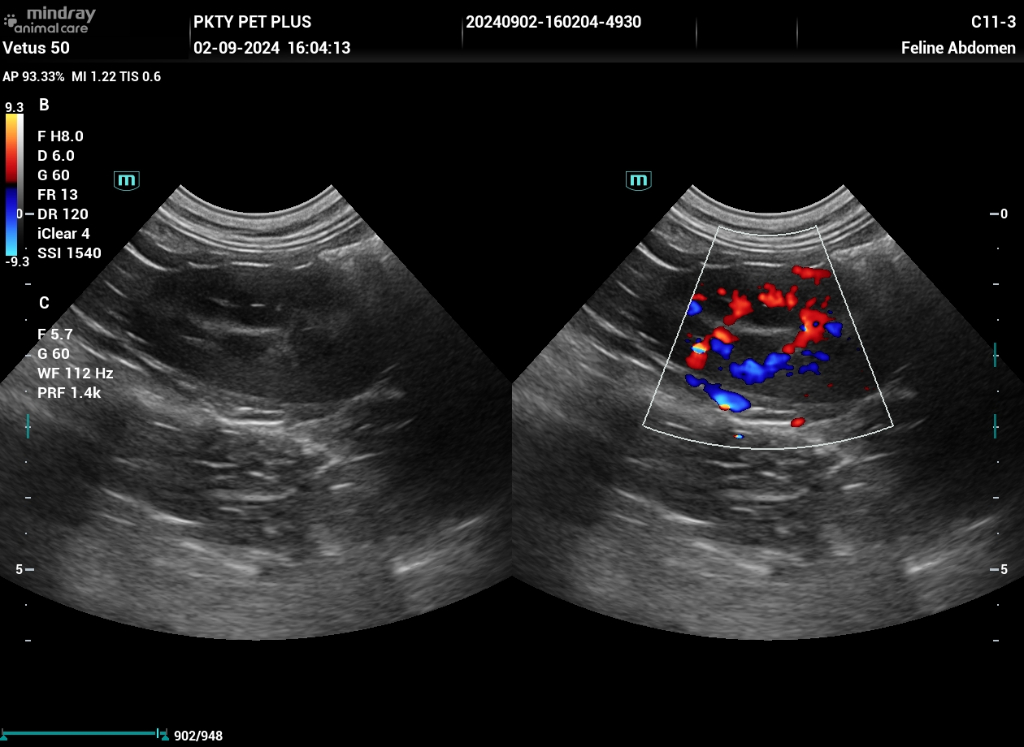 mindray
animal care
Vetus 50
PKTY PET PLUS
02-09-2024 16:04:13
20240902-160204-4930
C11-3
Feline Abdomen
AP 93.33% MI 1.22 TIS 0.6
9.3
B
F H8.0
D 6.0
G 60
FR 13
DR 120
iClear 4
SSI 1540
0
-9.3
m
m
0
C
F 5.7
G 60
WF 112 Hz
PRF 1.4k
5
5
902/948